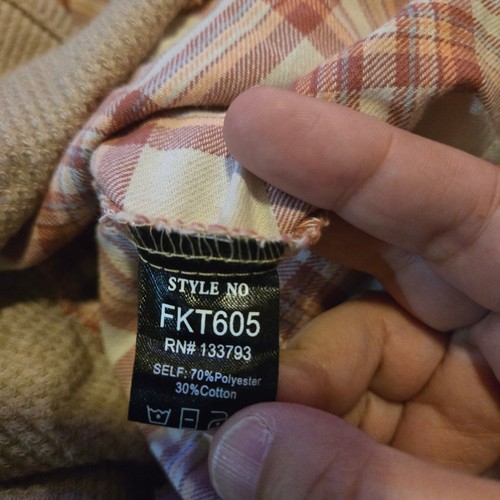 STYLE NO
FKT605
RN# 133793
SELF: 70%Polyester
30%Cotton